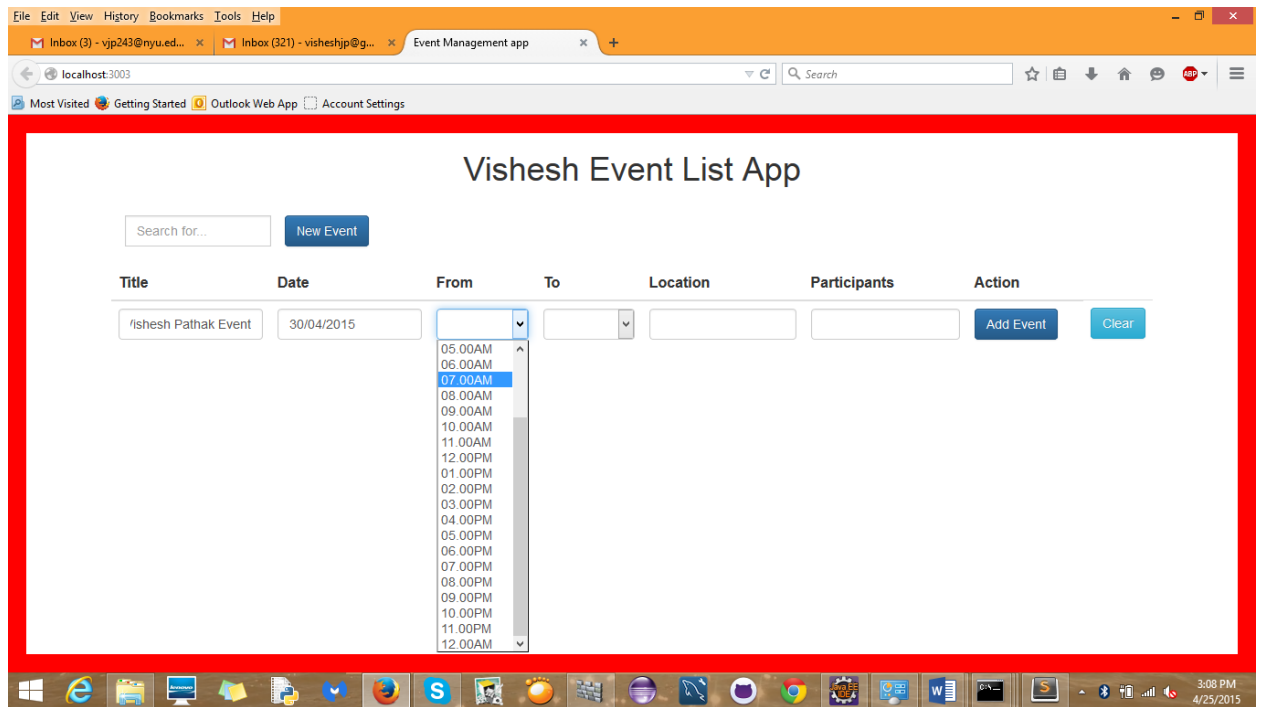 File Edit View History Bookmarks Tools Help
Inbox (3) - vjp243@nyu.ed...
Inbox (321) - visheshjp@g...
Event Management app
localhost:3003
Search
ABP
Most Visited Getting Started Outlook Web App Account Settings
Vishesh Event List App
Search for...
New Event
Title Date From To Location Participants Action
Vishesh Pathak Event 30/04/2015 Add Event Clear
05.00AM
06.00AM
07.00AM
08.00AM
09.00AM
10.00AM
11.00AM
12.00PM
01.00PM
02.00PM
03.00PM
04.00PM
05.00PM
06.00PM
07.00PM
08.00PM
09.00PM
10.00PM
11.00PM
12.00AM
3:08 PM
4/25/2015